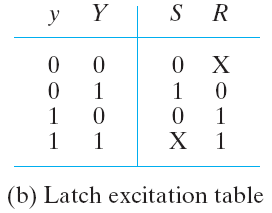 y Y S R
0 0 0 X
0 1 1 0
1 0 0 1
1 1 X 1
(b) Latch excitation table